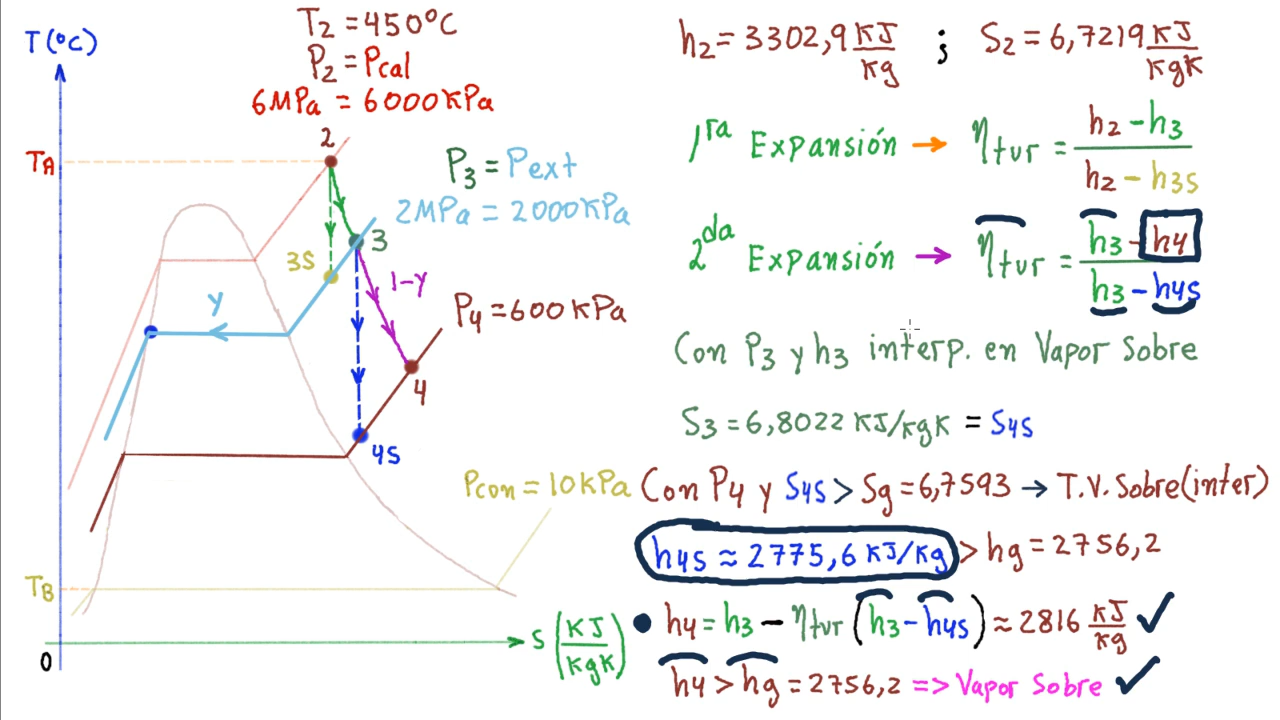 T2 = 450°C
P2 = Pcal
6MPa = 6000KPa
T(°C)
TA
2
P3 = Pext
2MPa = 2000KPa
3
3S
Y
1-Y
P4 = 600KPa
4
4S
Pcon = 10KPa
TB
0
S (KJ/KgK)
h2 = 3302,9 KJ/Kg ; S2 = 6,7219 KJ/KgK
1ra Expansión → ηtur = (h2 - h3)/(h2 - h3S)
2da Expansión → ηtur = (h3 - h4)/(h3 - h4S)
Con P3 y h3 interp. en Vapor Sobre
S3 = 6,8022 KJ/KgK = S4S
Con P4 y S4S > Sg = 6,7593 → T.V. Sobre(inter)
h4S ≈ 2775,6 KJ/Kg > hg = 2756,2
• h4 = h3 - ηtur (h3 - h4S) ≈ 2816 KJ/Kg ✓
h4 > hg = 2756,2 => Vapor Sobre ✓